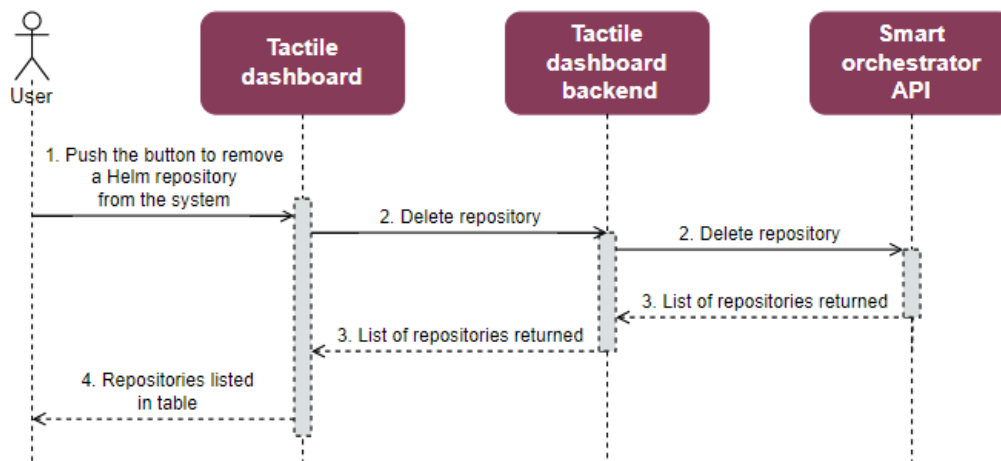 User
Tactile
dashboard
Tactile
dashboard
backend
Smart
orchestrator
API
1. Push the button to remove
a Helm repository
from the system
2. Delete repository
2. Delete repository
3. List of repositories returned
3. List of repositories returned
4. Repositories listed
in table